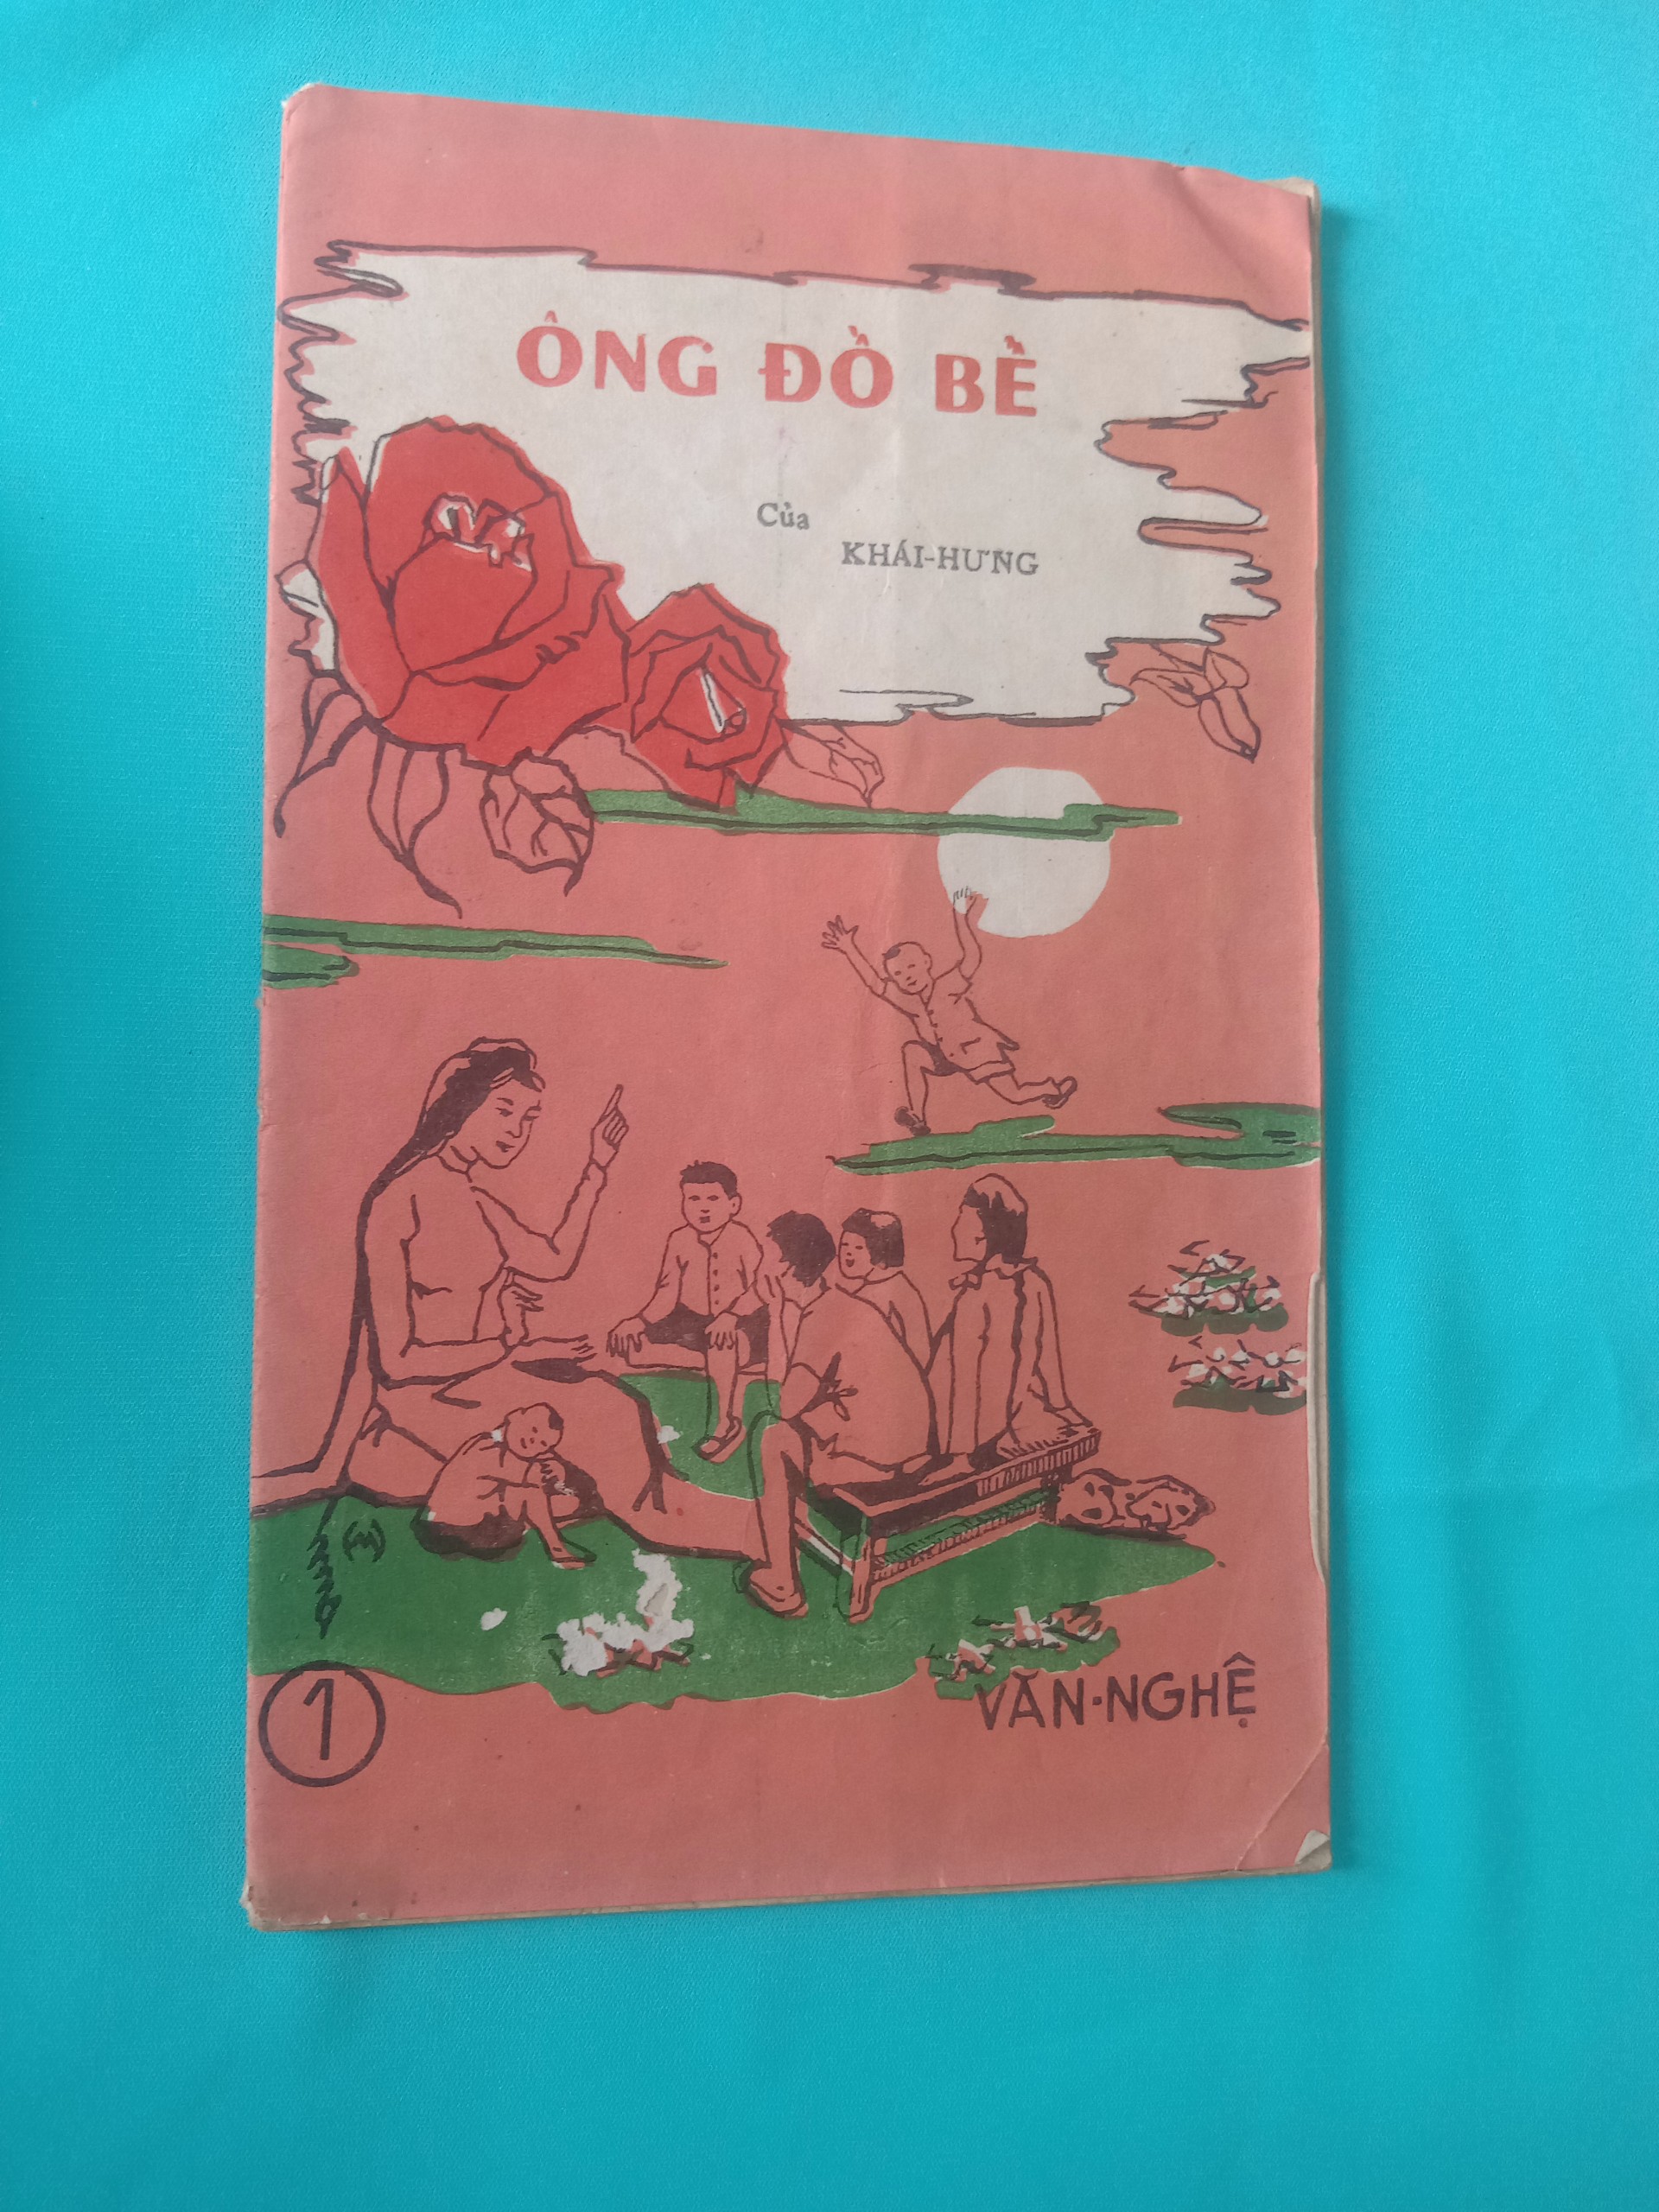 ÔNG ĐỒ BỀ
Của
KHÁI-HƯNG
1
VĂN-NGHỆ